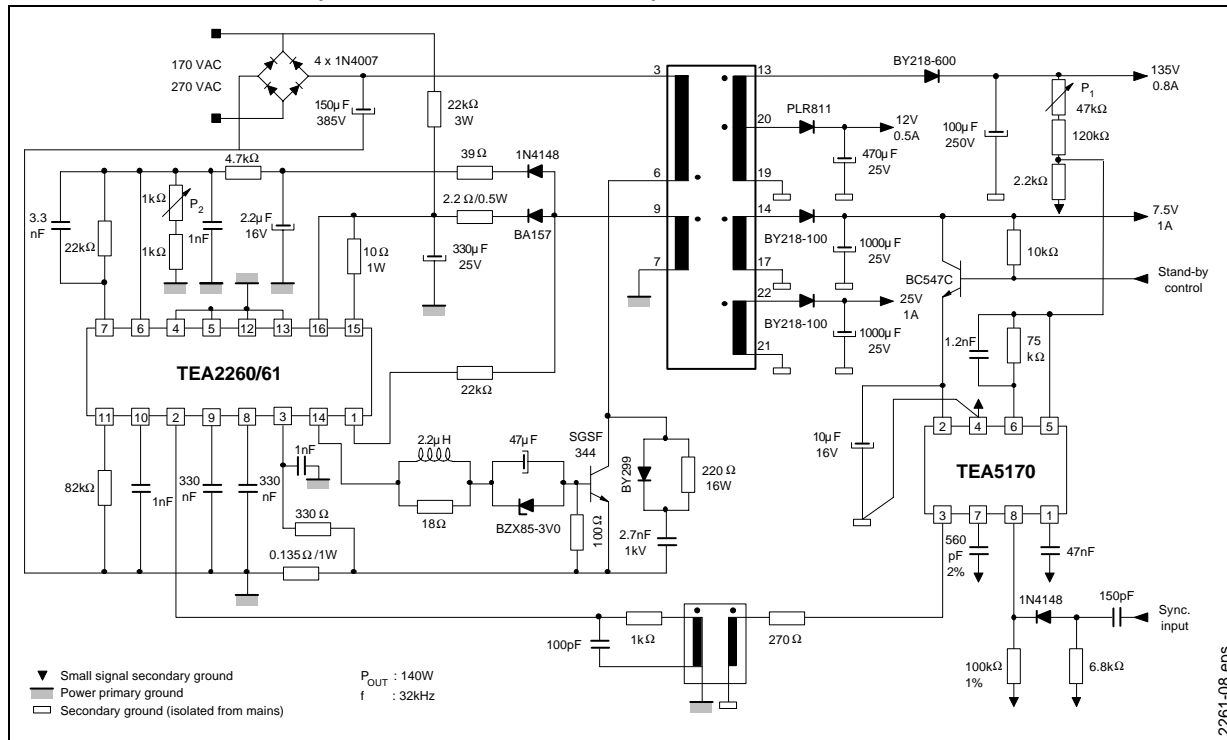 170 VAC
270 VAC
4 x 1N4007
150µF
385V
22kΩ
3W
3
6
9
7
13
20
19
14
17
22
21
BY218-600
135V
0.8A
P1
47kΩ
120kΩ
2.2kΩ
100µF
250V
PLR811
12V
0.5A
470µF
25V
7.5V
1A
BY218-100
1000µF
25V
BC547C
10kΩ
Stand-by
control
25V
1A
BY218-100
1000µF
25V
4.7kΩ
39Ω
1N4148
2.2Ω/0.5W
BA157
3.3
nF
22kΩ
1kΩ
P2
1kΩ
1nF
2.2µF
16V
10Ω
1W
330µF
25V
7
6
4
5
12
13
16
15
TEA2260/61
11
10
2
9
8
3
14
1
22kΩ
82kΩ
1nF
330
nF
330
nF
1nF
330Ω
0.135Ω/1W
2.2µH
18Ω
47µF
BZX85-3V0
SGSF
344
100Ω
BY299
220Ω
16W
2.7nF
1kV
1.2nF
75
kΩ
10µF
16V
2
4
6
5
TEA5170
3
7
8
1
560
pF
2%
47nF
1N4148
150pF
Sync.
input
100kΩ
1%
6.8kΩ
100pF
1kΩ
270Ω
Small signal secondary ground
Power primary ground
Secondary ground (isolated from mains)
POUT : 140W
f : 32kHz
2261-08.eps